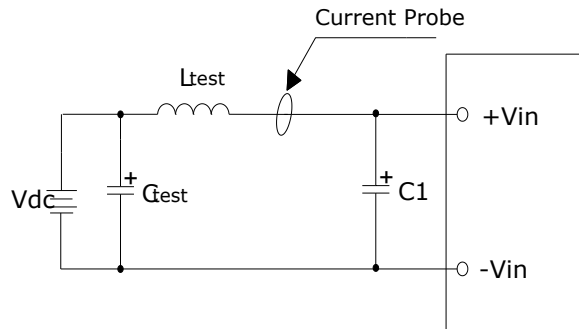 Current Probe
Ltest
+Vin
+
+
Vdc
Ctest
C1
-Vin